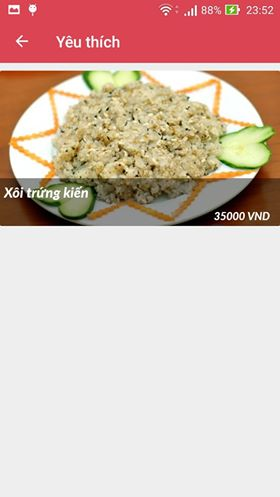 88% 23:52
Yêu thích
Xôi trứng kiến
35000 VND